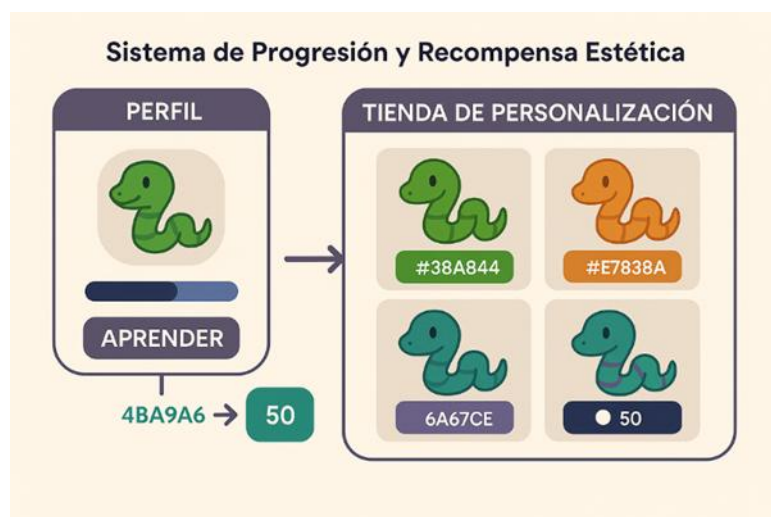 Sistema de Progresión y Recompensa Estética
PERFIL
APRENDER
4BA9A6
50
TIENDA DE PERSONALIZACIÓN
#38A844
#E7838A
6A67CE
50